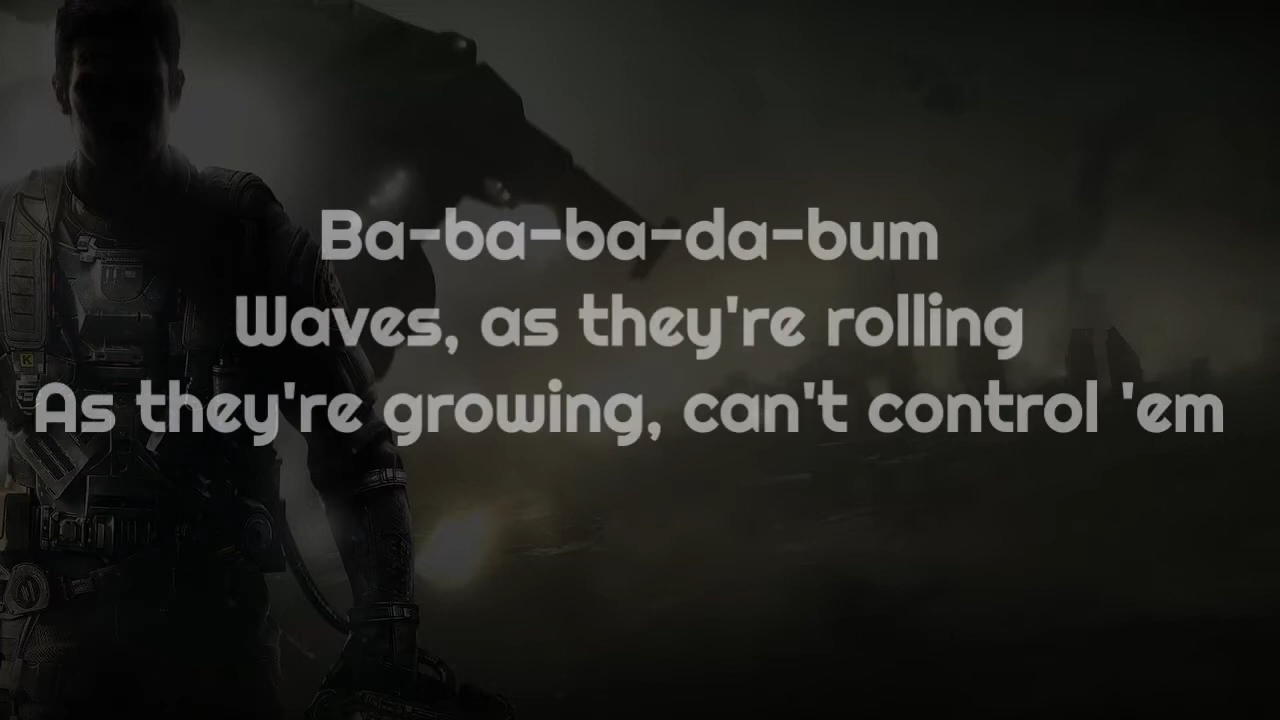 Ba-ba-ba-da-bum
Waves, as they're rolling
As they're growing, can't control 'em
K